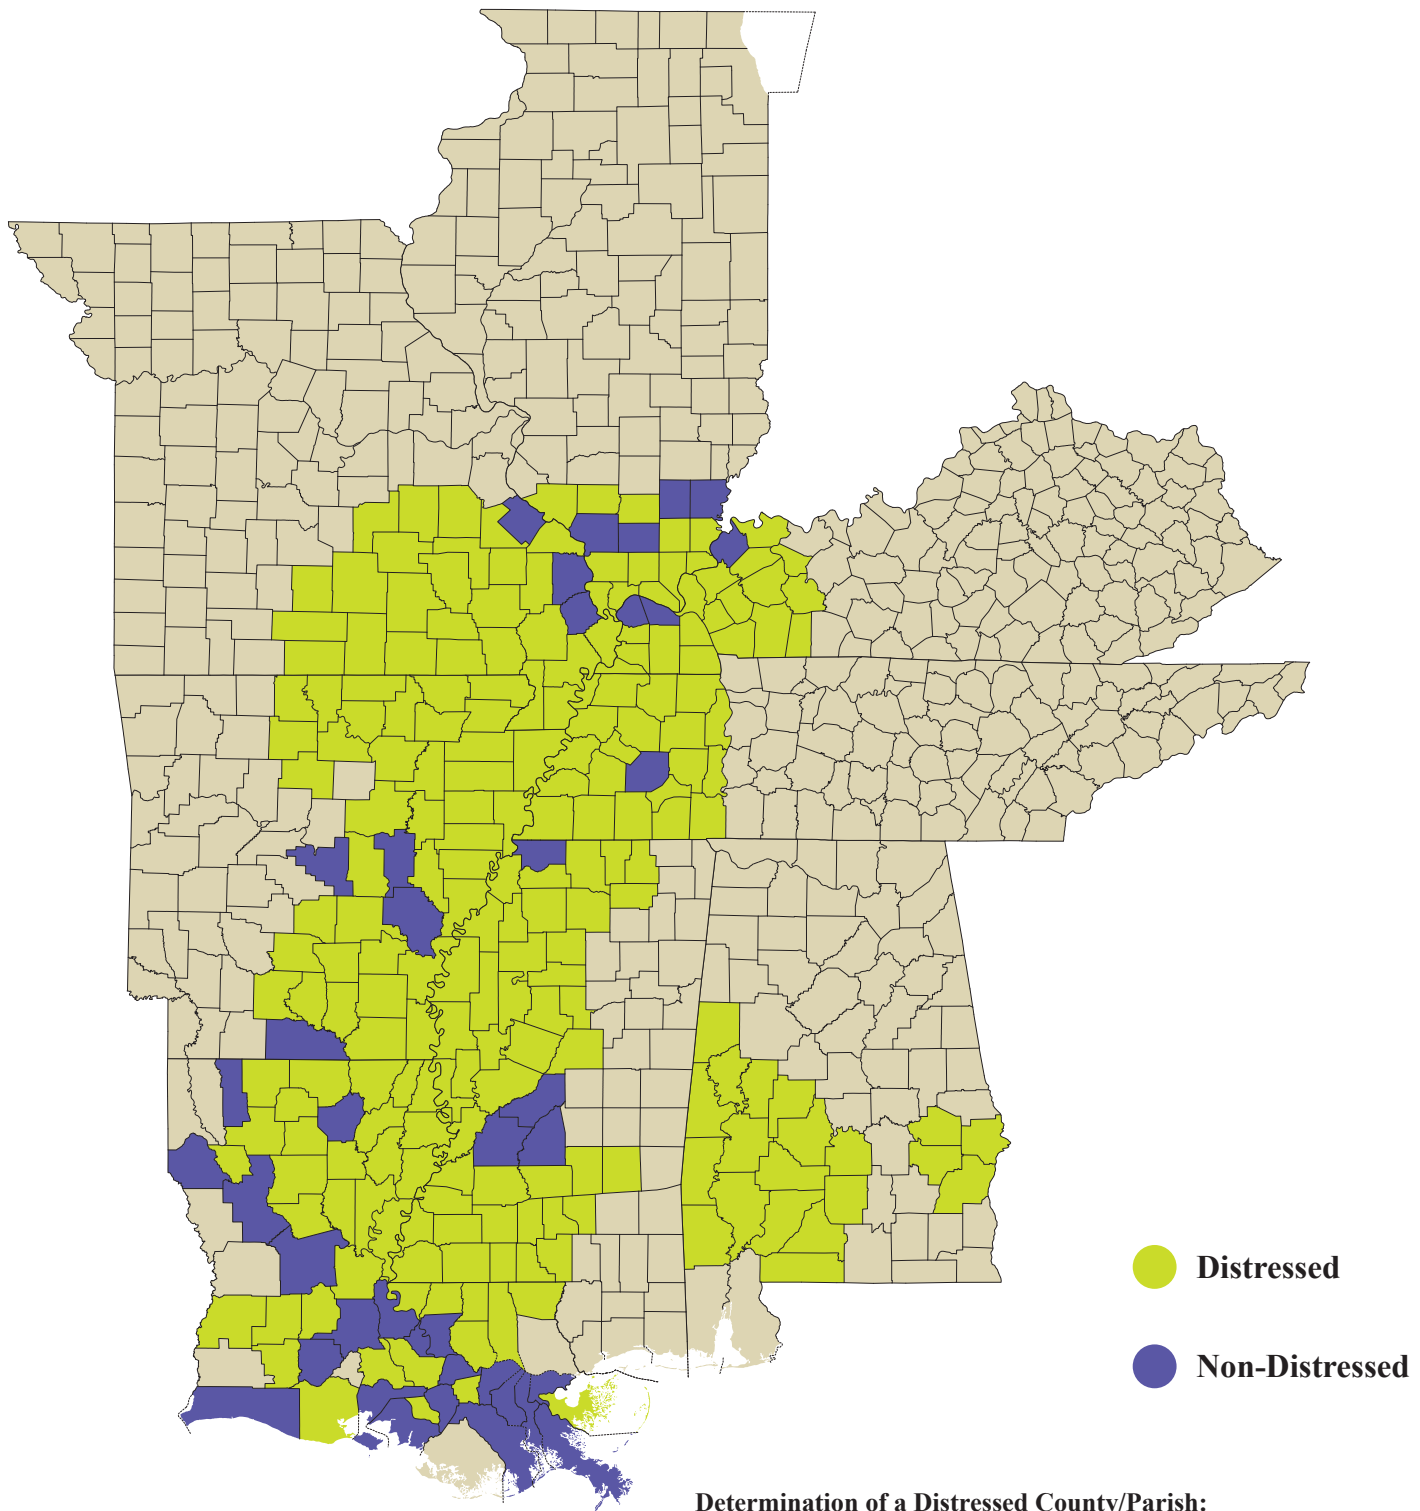 Distressed
Non-Distressed
Determination of a Distressed County/Parish: